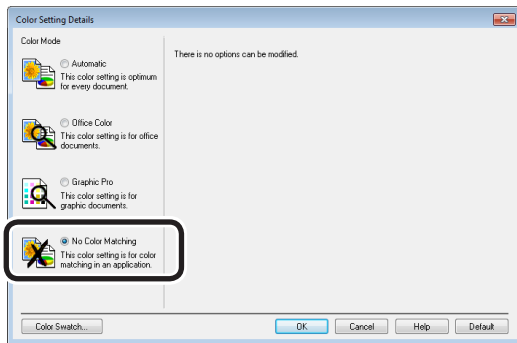 Color Setting Details
Color Mode
Automatic
This color setting is optimum
for every document.
There is no options can be modified.
Office Color
This color setting is for office
documents.
Graphic Pro
This color setting is for
graphic documents.
No Color Matching
This color setting is for color
matching in an application.
Color Swatch...
OK
Cancel
Help
Default